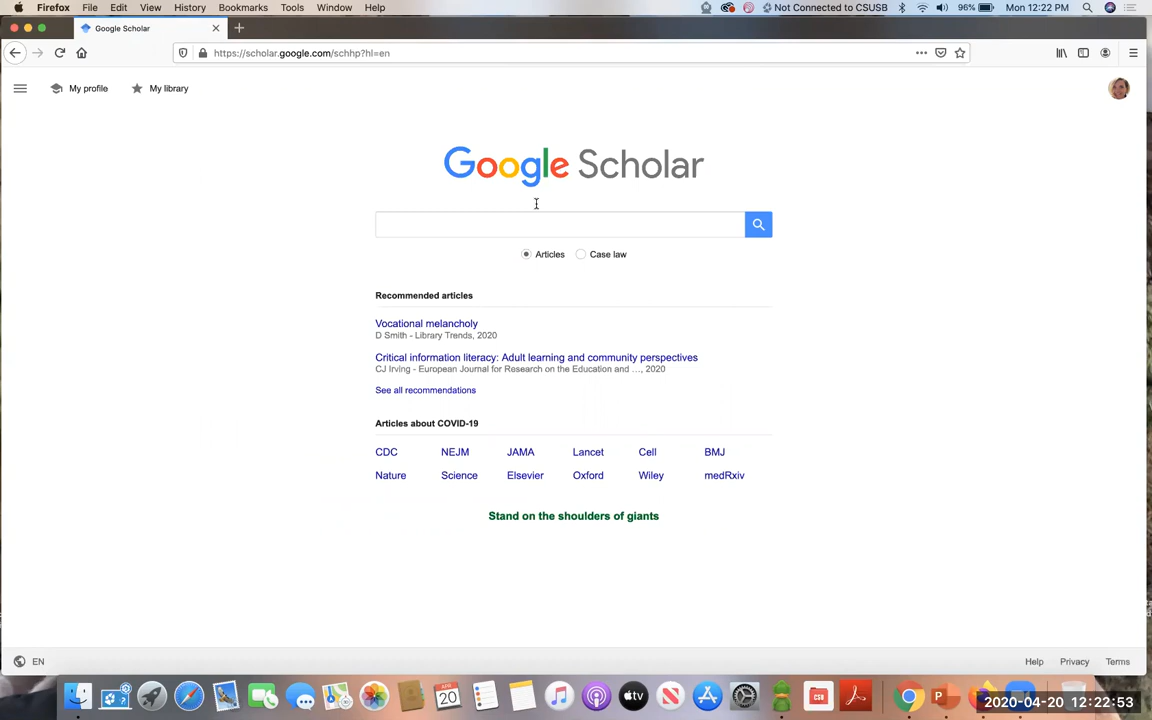 Firefox File Edit View History Bookmarks Tools Window Help Not Connected to CSUSB 96% Mon 12:22 PM
Google Scholar
https://scholar.google.com/schhp?hl=en
My profile My library
Google Scholar
Articles Case law
Recommended articles
Vocational melancholy
D Smith - Library Trends, 2020
Critical information literacy: Adult learning and community perspectives
CJ Irving - European Journal for Research on the Education and …, 2020
See all recommendations
Articles about COVID-19
CDC NEJM JAMA Lancet Cell BMJ
Nature Science Elsevier Oxford Wiley medRxiv
Stand on the shoulders of giants
EN Help Privacy Terms
APR
20
tv
CSB
2020-04-20 12:22:53